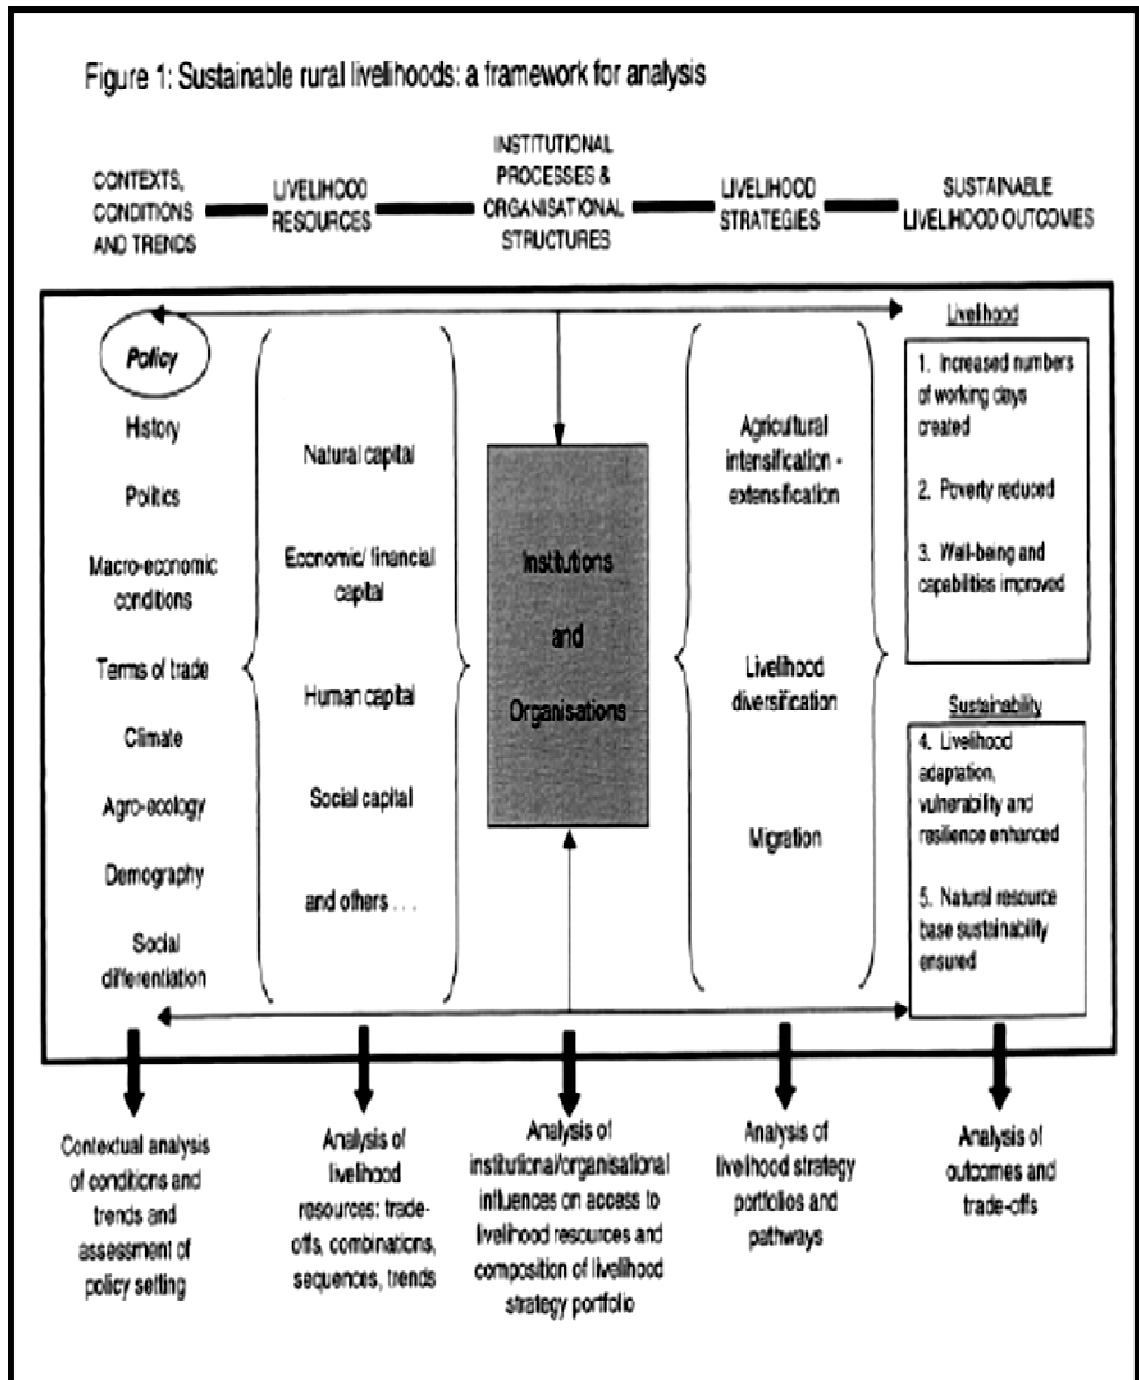 Figure 1: Sustainable rural livelihoods: a framework for analysis
CONTEXTS,
CONDITIONS
AND TRENDS
LIVELIHOOD
RESOURCES
INSTITUTIONAL
PROCESSES &
ORGANISATIONAL
STRUCTURES
LIVELIHOOD
STRATEGIES
SUSTAINABLE
LIVELIHOOD OUTCOMES
Policy
History
Politics
Macro-economic
conditions
Terms of trade
Climate
Agro-ecology
Demography
Social
differentiation
Natural capital
Economic/ financial
capital
Human capital
Social capital
and others . . .
Institutions
and
Organisations
Agricultural
intensification -
extensification
Livelihood
diversification
Migration
Livelihood
1. Increased numbers
of working days
created
2. Poverty reduced
3. Well-being and
capabilities improved
Sustainability
4. Livelihood
adaptation,
vulnerability and
resilience enhanced
5. Natural resource
base sustainability
ensured
Contextual analysis
of conditions and
trends and
assessment of
policy setting
Analysis of
livelihood
resources: trade-
offs, combinations,
sequences, trends
Analysis of
institutional/organisational
influences on access to
livelihood resources and
composition of livelihood
strategy portfolio
Analysis of
livelihood strategy
portfolios and
pathways
Analysis of
outcomes and
trade-offs